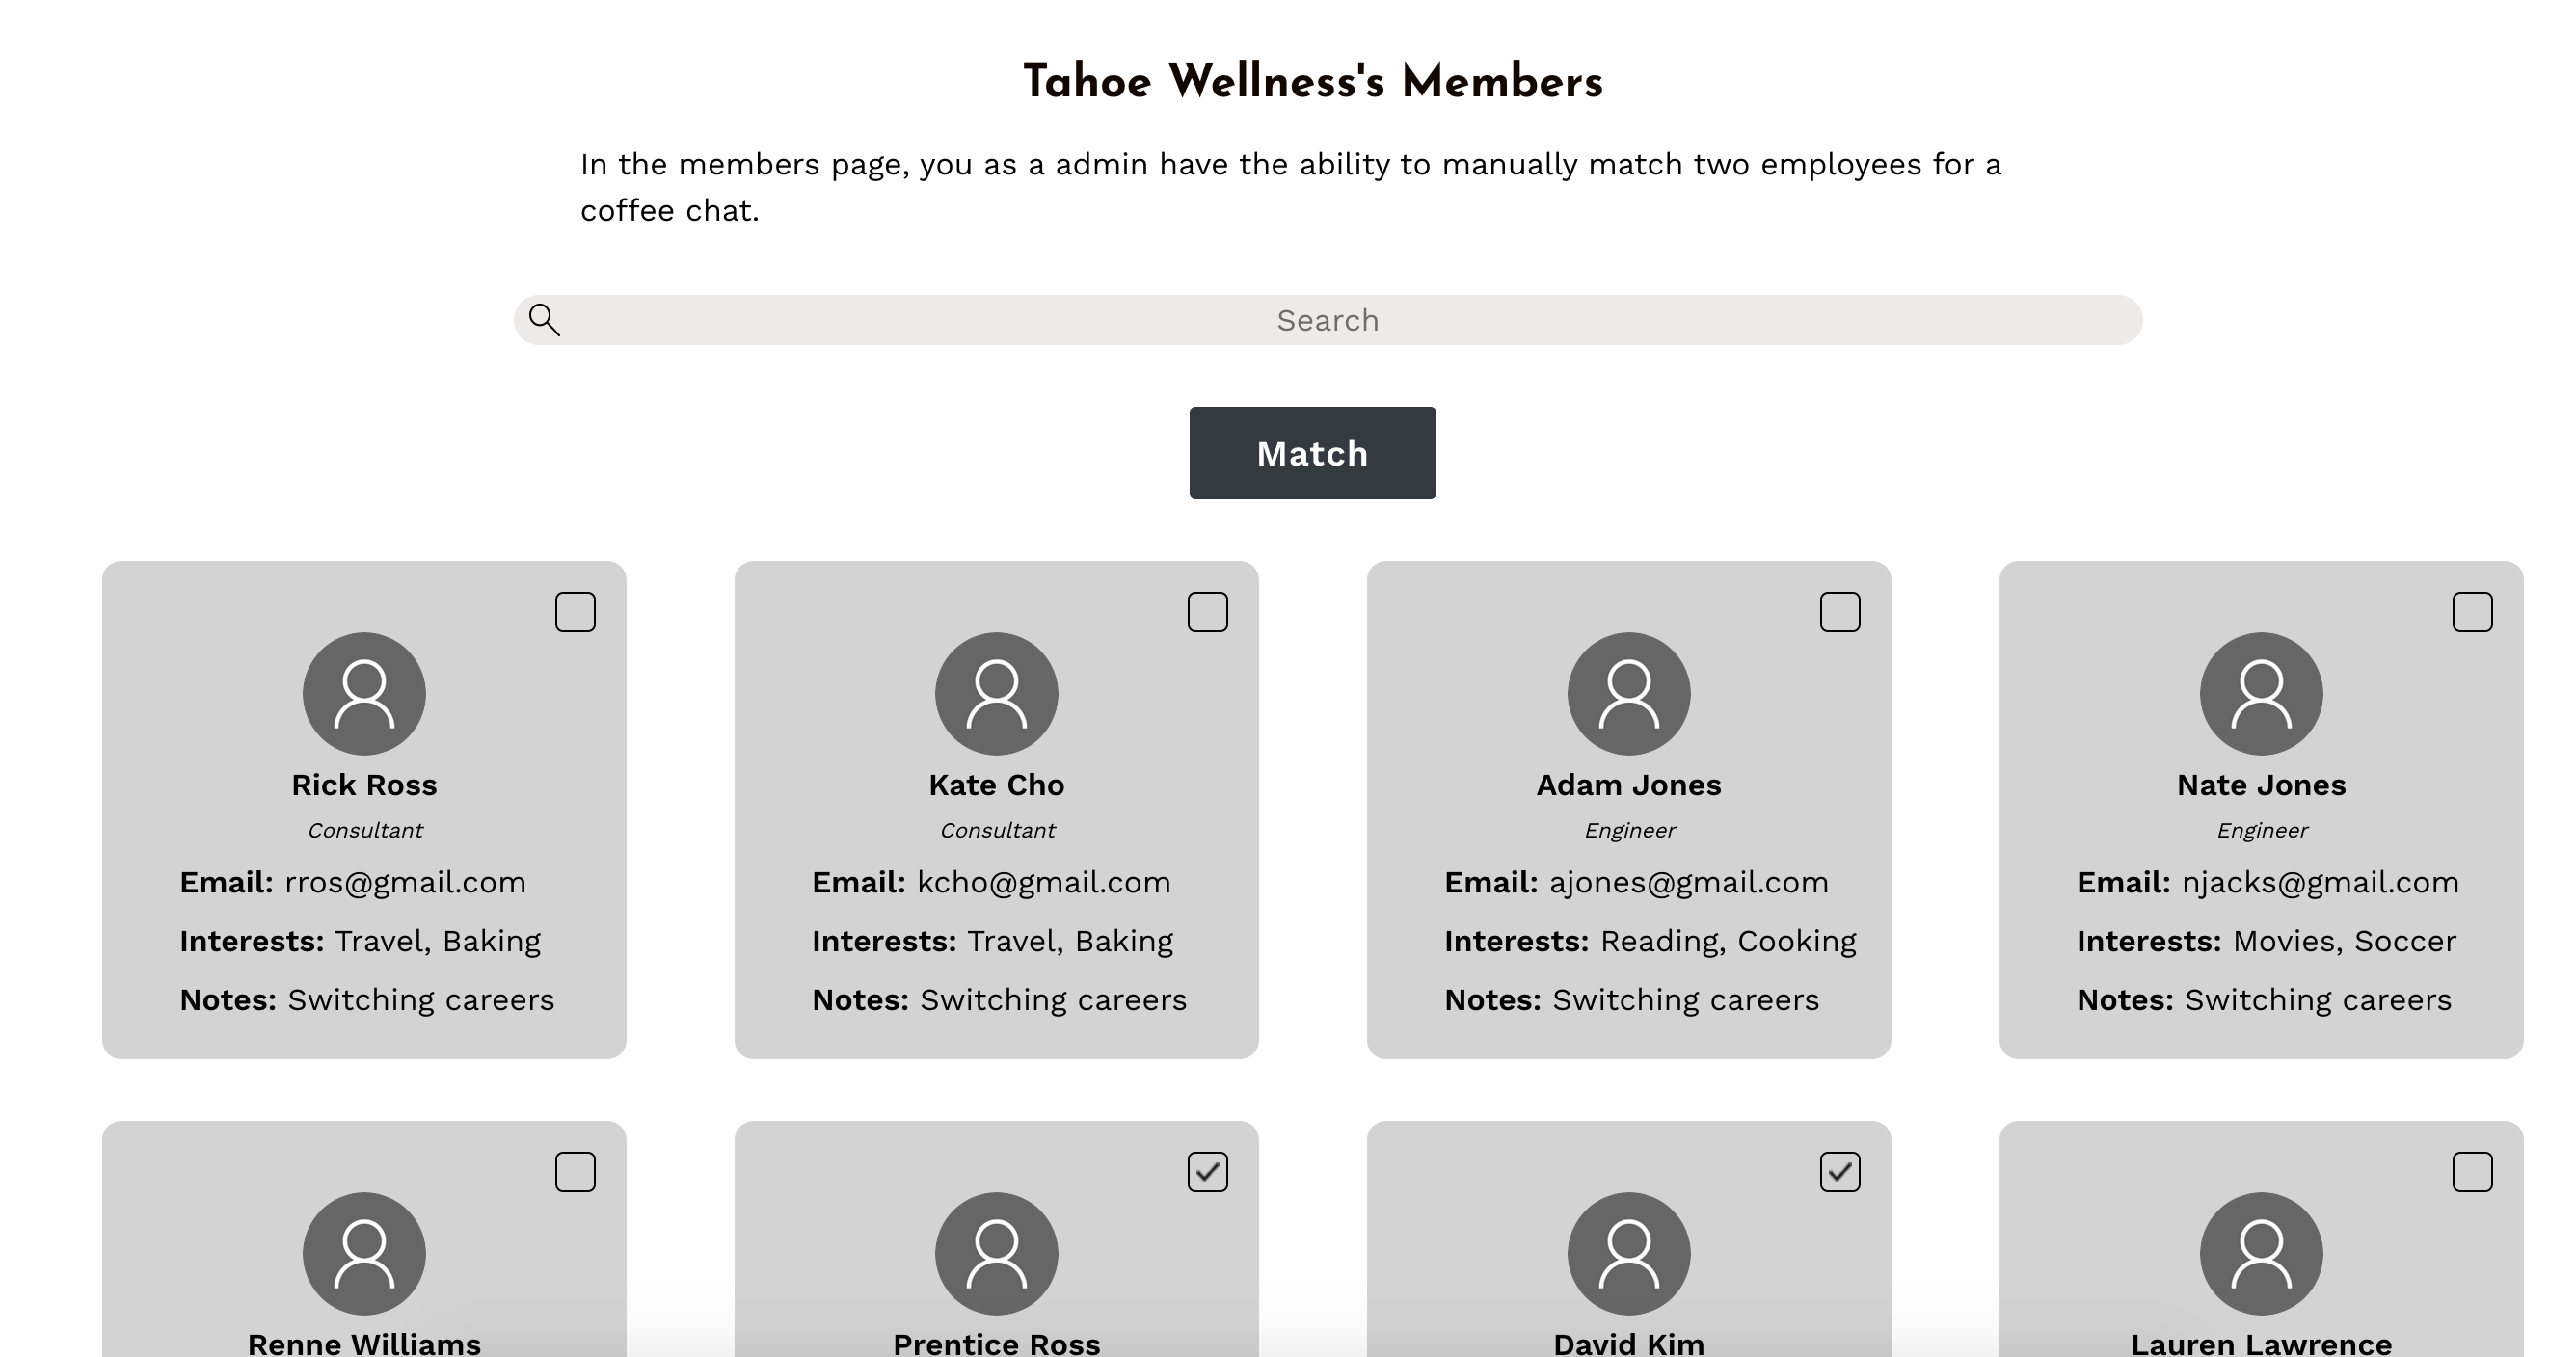 Tahoe Wellness's Members
In the members page, you as a admin have the ability to manually match two employees for a
coffee chat.
Search
Match
Rick Ross
Consultant
Email: rros@gmail.com
Interests: Travel, Baking
Notes: Switching careers
Kate Cho
Consultant
Email: kcho@gmail.com
Interests: Travel, Baking
Notes: Switching careers
Adam Jones
Engineer
Email: ajones@gmail.com
Interests: Reading, Cooking
Notes: Switching careers
Nate Jones
Engineer
Email: njacks@gmail.com
Interests: Movies, Soccer
Notes: Switching careers
Renne Williams
Prentice Ross
David Kim
Lauren Lawrence